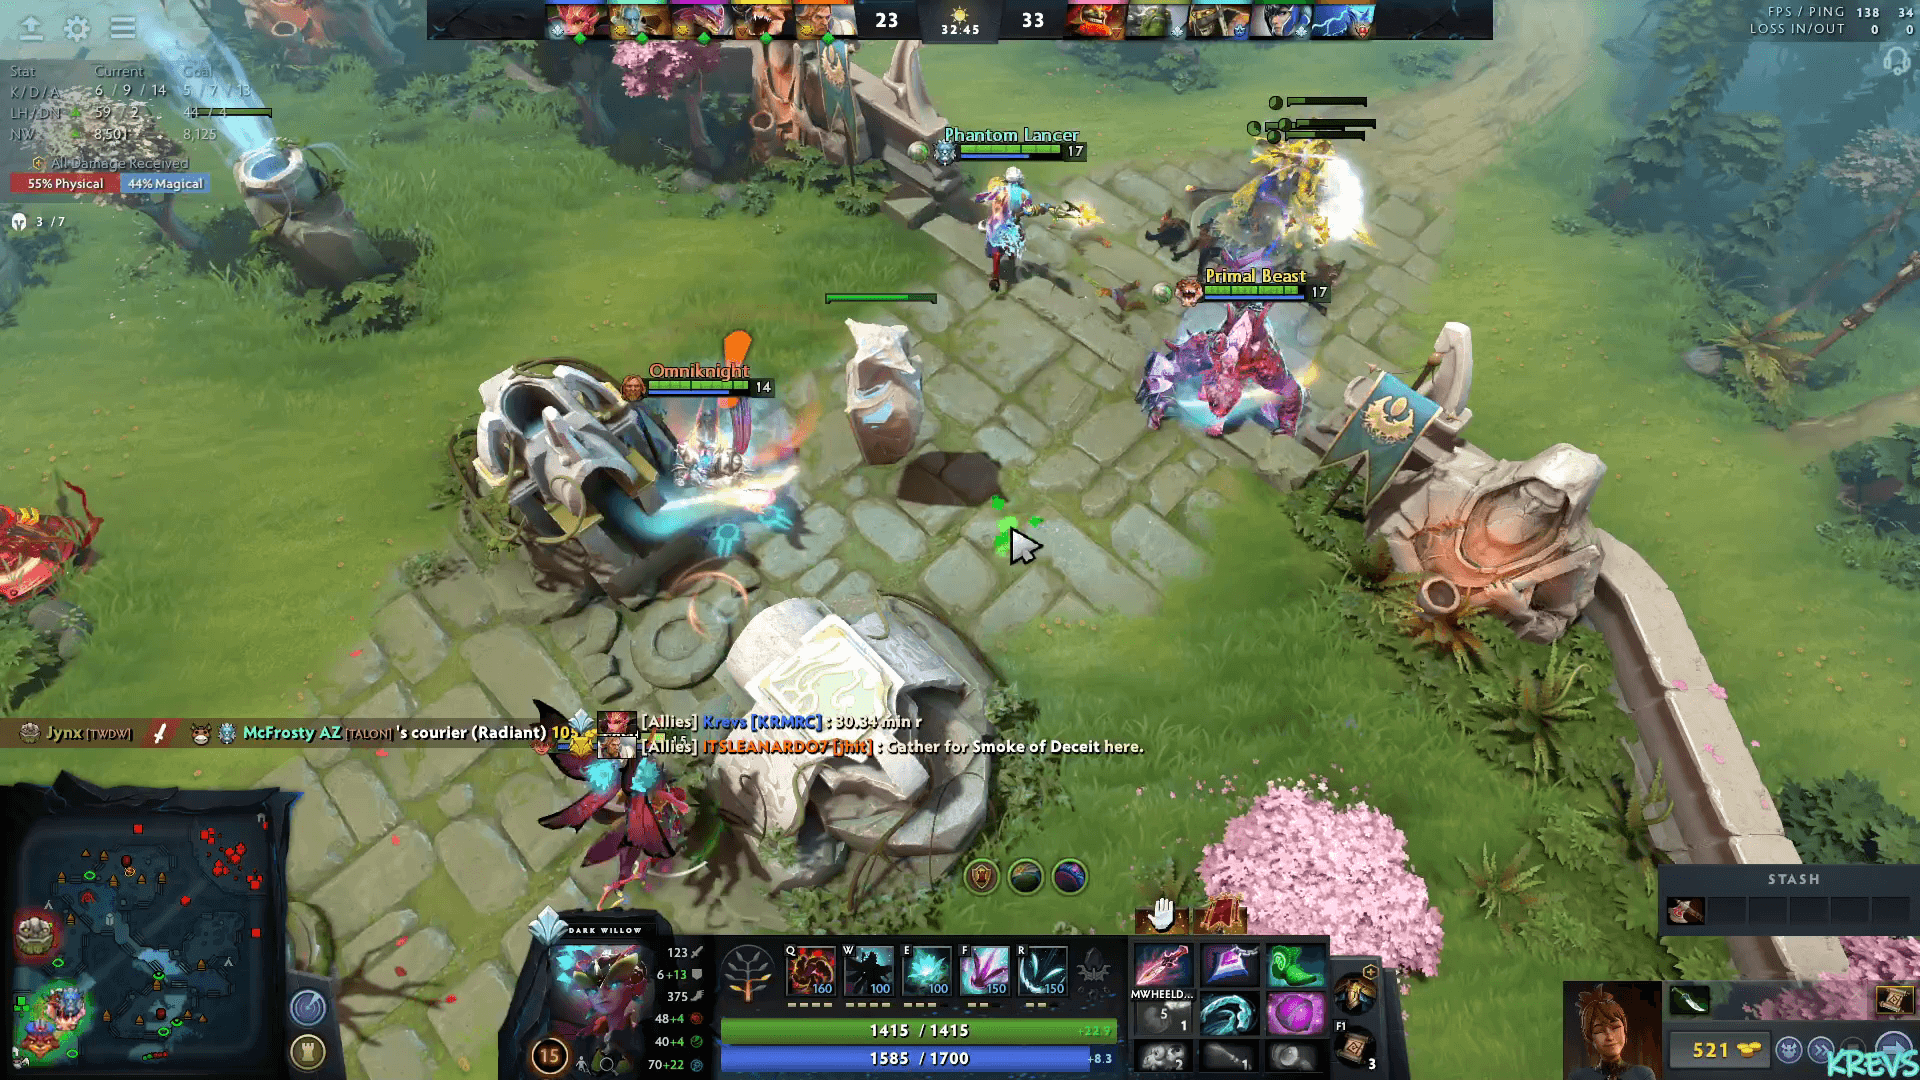 23
32:45
33
FPS / PING 138 34
LOSS IN/OUT 0 0
Stat Current Goal
K/D/A 6 / 9 / 14 5 / 7 / 13
LH/DN 59 / 2 44 / 4
NW 8,501 8,125
All Damage Received
55% Physical 44% Magical
3 /7
Phantom Lancer
17
Primal Beast
17
Omniknight
14
Jynx [TWDW] McFrosty AZ [TALON] 's courier (Radiant) 10
[Allies] Krevs [KRMRC] : 30.34 min r
[Allies] ITSLEANARDO7 [jinit] : Gather for Smoke of Deceit here.
STASH
DARK WILLOW
123
6+13
375
48+4
40+4
70+22
15
Q W E F R
160 100 100 150 150
1415 / 1415 +22.9
1585 / 1700 +8.3
MWHEELD...
5 1
2 1
F1
3
521
KREVS